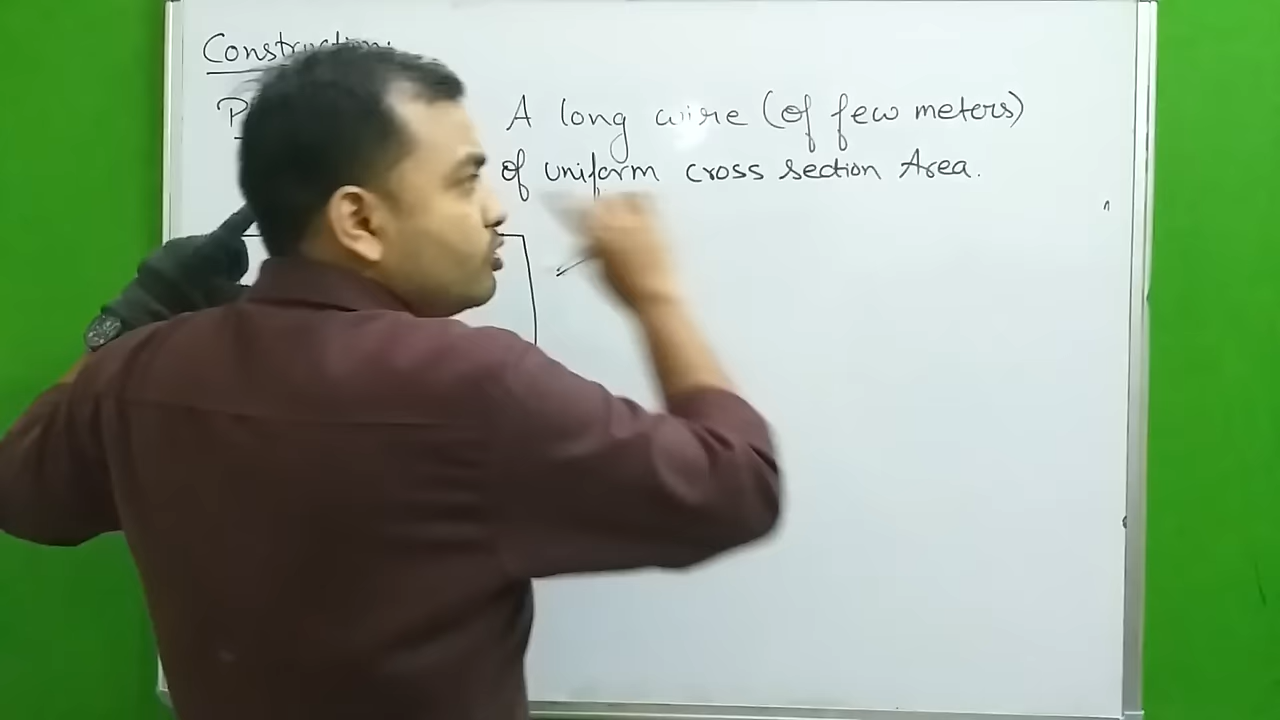 Construction:
A long wire (of few meters)
of uniform cross section Area.